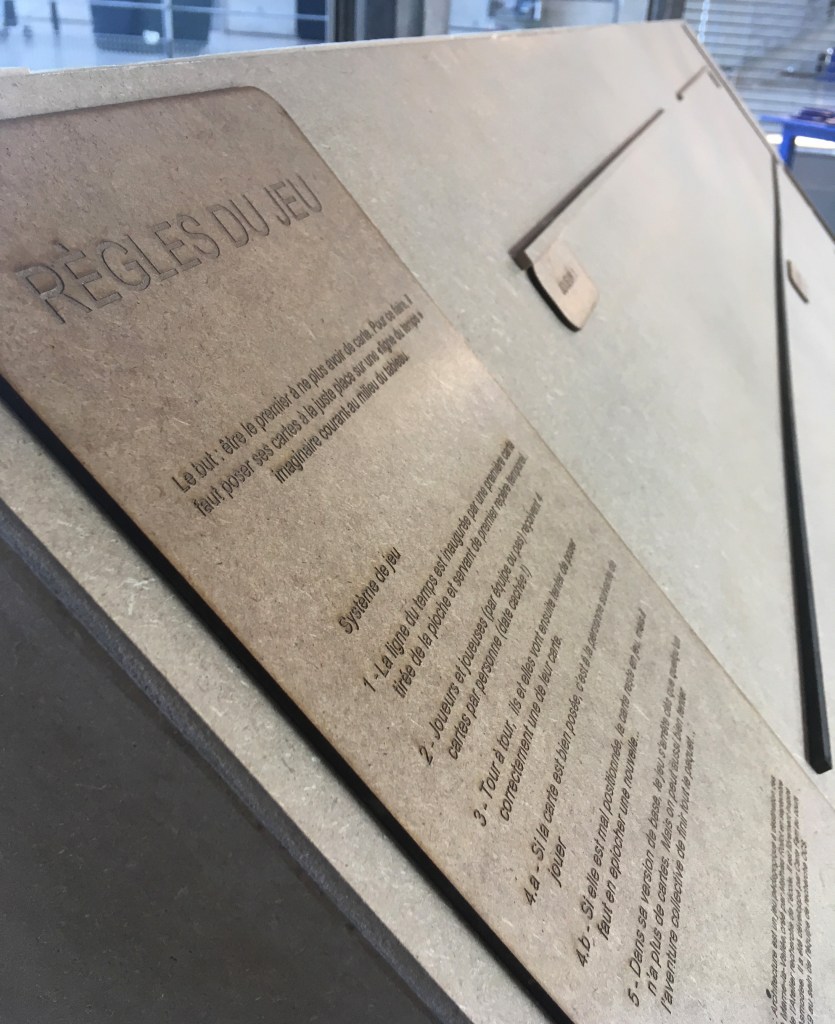 RÈGLES DU JEU
Le but : être le premier à ne plus avoir de carte. Pour ce faire, il
faut poser ses cartes à la juste place sur une «ligne du temps »
imaginaire courant au milieu du tableau.
Système de jeu
1 - La ligne du temps est inaugurée par une première carte
tirée de la pioche et servant de premier repère temporel.
2 - Joueurs et joueuses (par équipe ou pas) reçoivent 4
cartes par personne (date cachée !)
3 - Tour à tour, ils et elles vont ensuite tenter de poser
correctement une de leur carte.
4.a - Si la carte est bien posée, c'est à la personne suivante de
jouer
4.b - Si elle est mal positionnée, la carte reste en jeu, mais il
faut en epiocher une nouvelle.
5 - Dans sa version de base, le jeu s'arrête dès que quelqu'un
n'a plus de cartes. Mais on peut aussi bien tenter
l'aventure collective de finir tout le paquet .